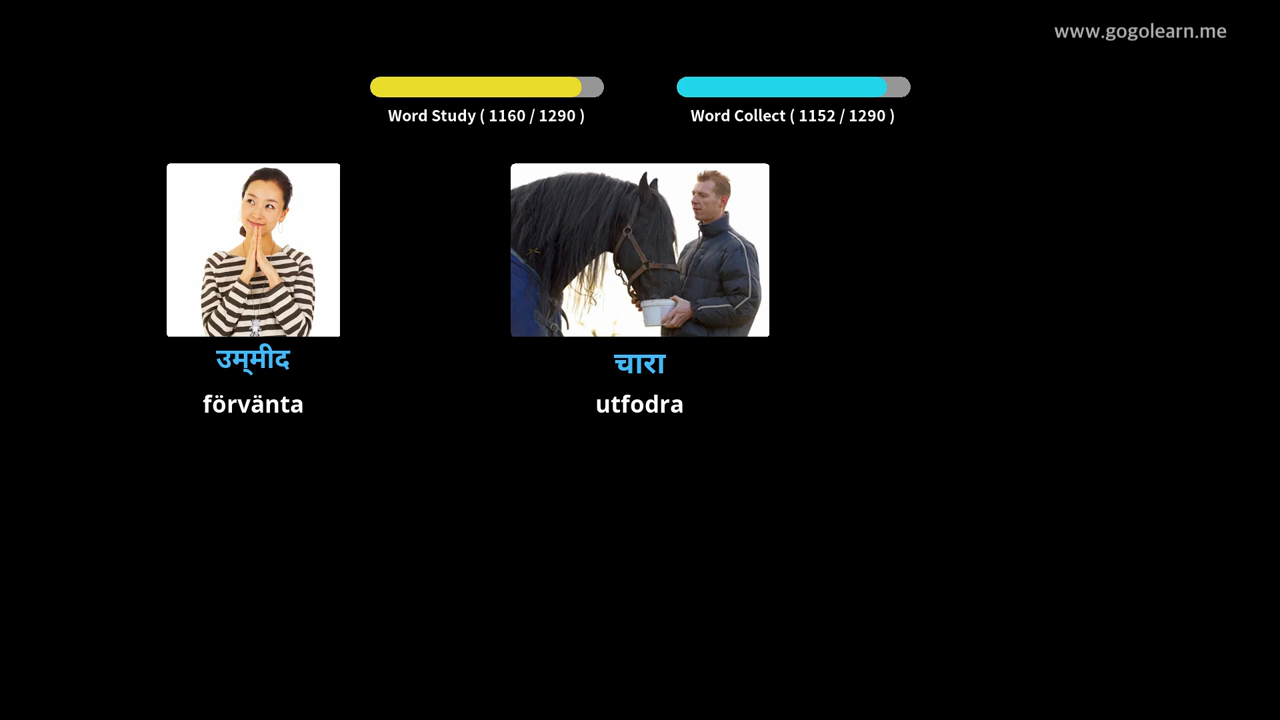 www.gogolearn.me
Word Study ( 1160 / 1290 )
Word Collect ( 1152 / 1290 )
उम्‌मीद
förvänta
चारा
utfodra